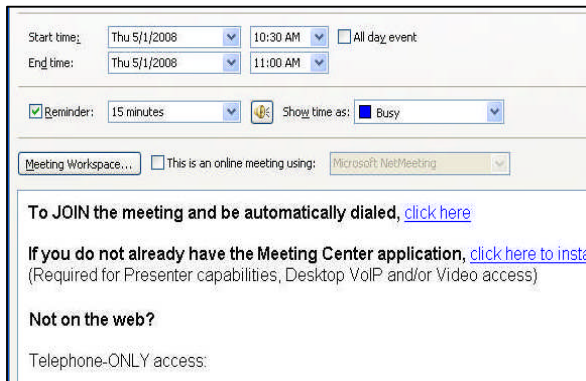 Start time: Thu 5/1/2008 10:30 AM All day event
End time: Thu 5/1/2008 11:00 AM
Reminder: 15 minutes Show time as: Busy
Meeting Workspace... This is an online meeting using: Microsoft NetMeeting
To JOIN the meeting and be automatically dialed, click here
If you do not already have the Meeting Center application, click here to insta
(Required for Presenter capabilities, Desktop VoIP and/or Video access)
Not on the web?
Telephone-ONLY access: